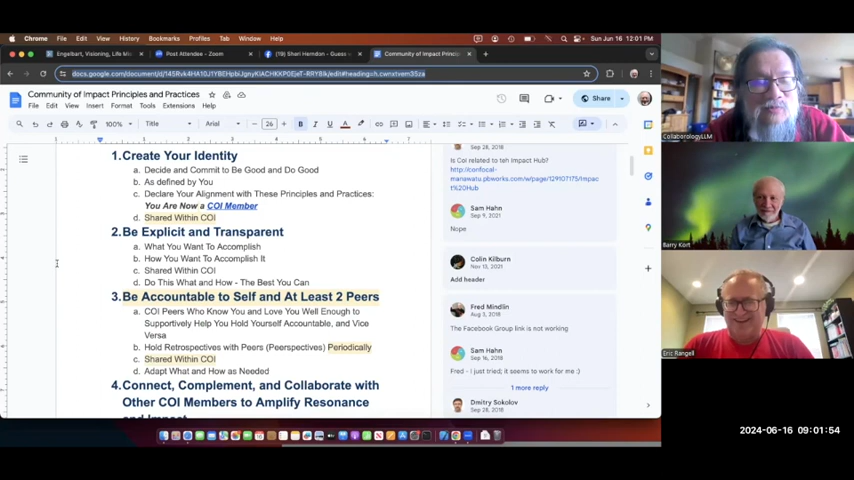 Chrome File Edit View History Bookmarks Profiles Tab Window Help Sun Jun 16 12:01 PM
Engelbart, Visioning, Life Mi
Post Attendee - Zoom
(19) Sheri Herndon - Guess w
Community of Impact Principl
Community of Impact Principles and Practices
File Edit View Insert Format Tools Extensions Help
Share
100% Title Arial 26
1.Create Your Identity
a. Decide and Commit to Be Good and Do Good
b. As defined by You
c. Declare Your Alignment with These Principles and Practices:
You Are Now a COI Member
d. Shared Within COI
2.Be Explicit and Transparent
a. What You Want To Accomplish
b. How You Want To Accomplish It
c. Shared Within COI
d. Do This What and How - The Best You Can
3.Be Accountable to Self and At Least 2 Peers
a. COI Peers Who Know You and Love You Well Enough to
Supportively Help You Hold Yourself Accountable, and Vice
Versa
b. Hold Retrospectives with Peers (Peerspectives) Periodically
c. Shared Within COI
d. Adapt What and How as Needed
4.Connect, Complement, and Collaborate with
Other COI Members to Amplify Resonance
and Impact
Sep 28, 2018
Is CoI related to teh Impact Hub?
http://confocal-
manawatu.pbworks.com/w/page/129107175/Impac
t%20Hub
Sam Hahn
Sep 9, 2021
Nope
Colin Kilburn
Nov 13, 2021
Add header
Fred Mindlin
Aug 3, 2018
The Facebook Group link is not working
Sam Hahn
Sep 16, 2018
Fred - I just tried; it seems to work for me :)
1 more reply
Dmitry Sokolov
Sep 28, 2018
CollaborologyLLM
Barry Kort
Eric Rangell
2024-06-16 09:01:54